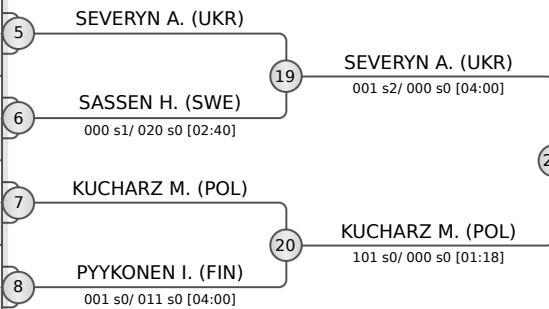 SEVERYN A. (UKR)
5
19
SEVERYN A. (UKR)
001 s2/ 000 s0 [04:00]
SASSEN H. (SWE)
6
000 s1/ 020 s0 [02:40]
2
KUCHARZ M. (POL)
7
20
KUCHARZ M. (POL)
101 s0/ 000 s0 [01:18]
PYYKONEN I. (FIN)
8
001 s0/ 011 s0 [04:00]